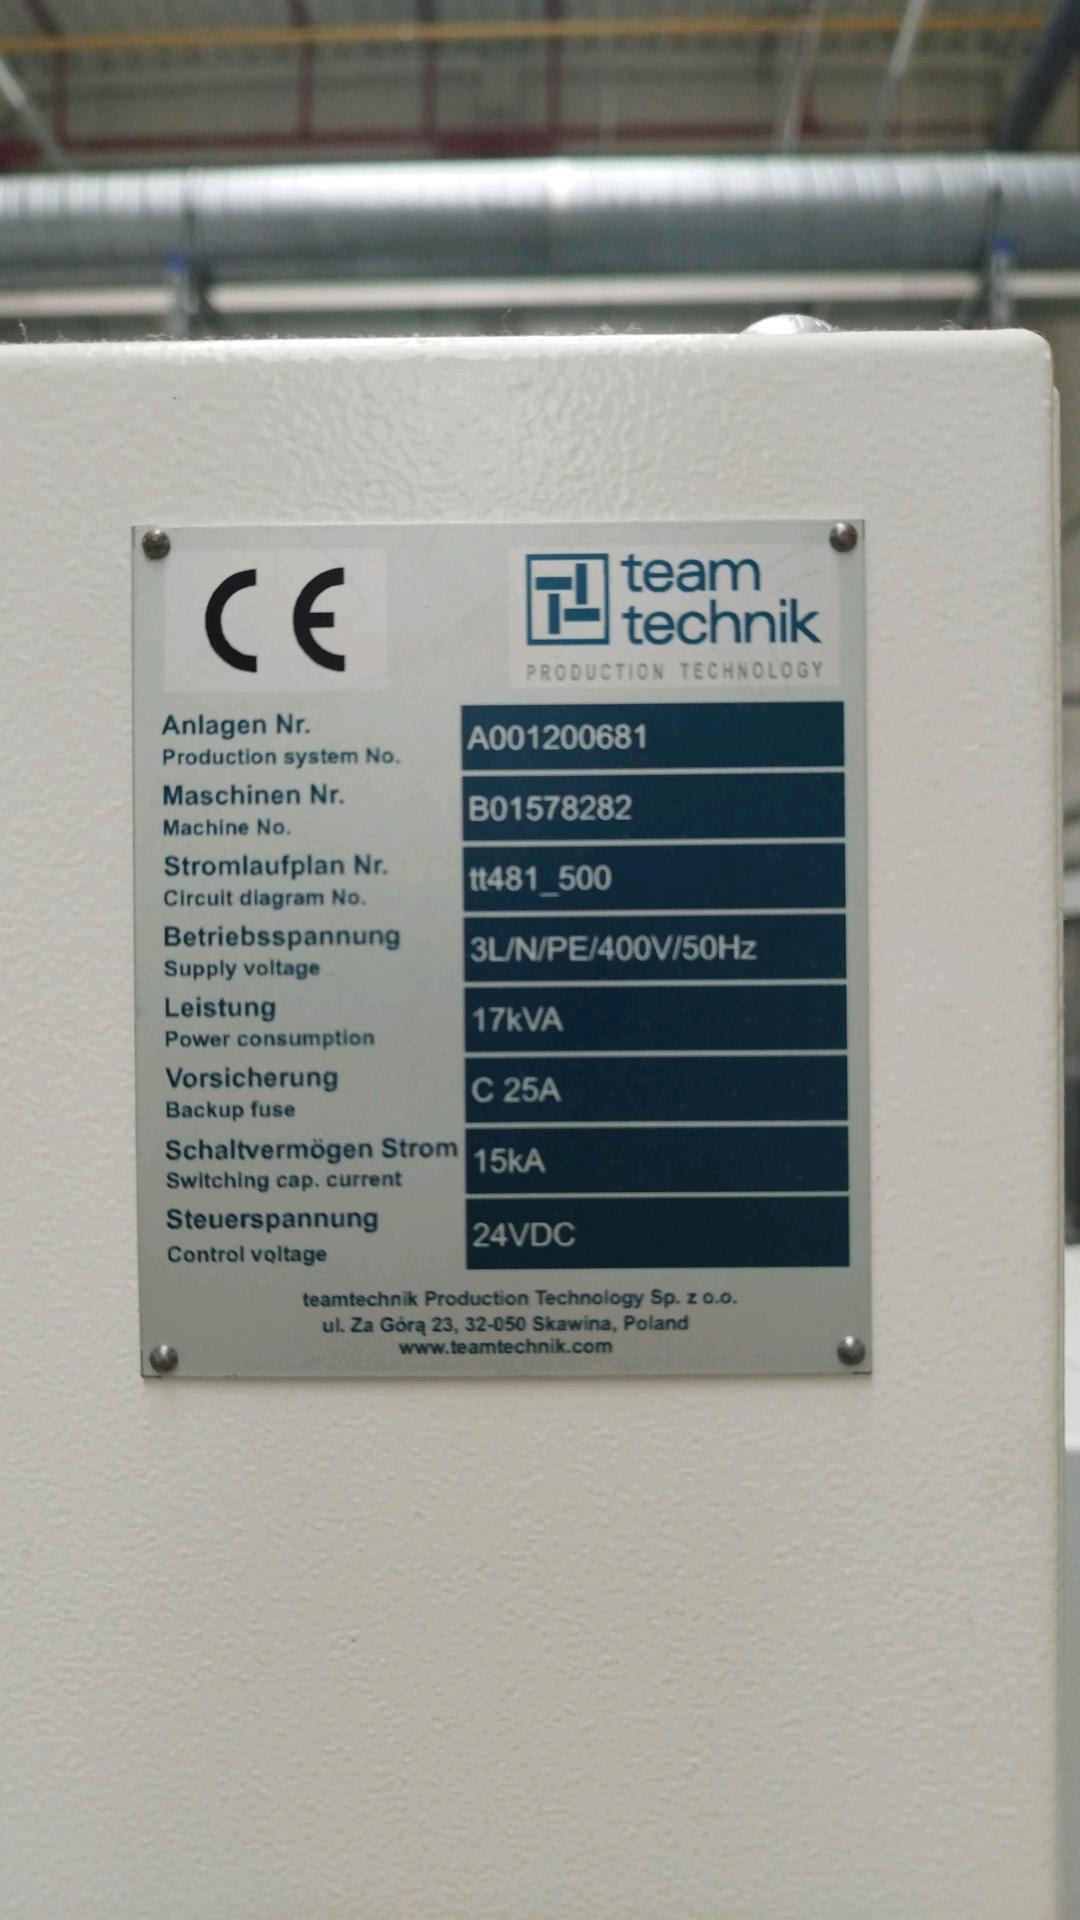 CE
team
technik
PRODUCTION TECHNOLOGY
Anlagen Nr.
Production system No.
A001200681
Maschinen Nr.
Machine No.
B01578282
Stromlaufplan Nr.
Circuit diagram No.
tt481_500
Betriebsspannung
Supply voltage
3L/N/PE/400V/50Hz
Leistung
Power consumption
17kVA
Vorsicherung
Backup fuse
C 25A
Schaltvermögen Strom
Switching cap. current
15kA
Steuerspannung
Control voltage
24VDC
teamtechnik Production Technology Sp. z o.o.
ul. Za Górą 23, 32-050 Skawina, Poland
www.teamtechnik.com